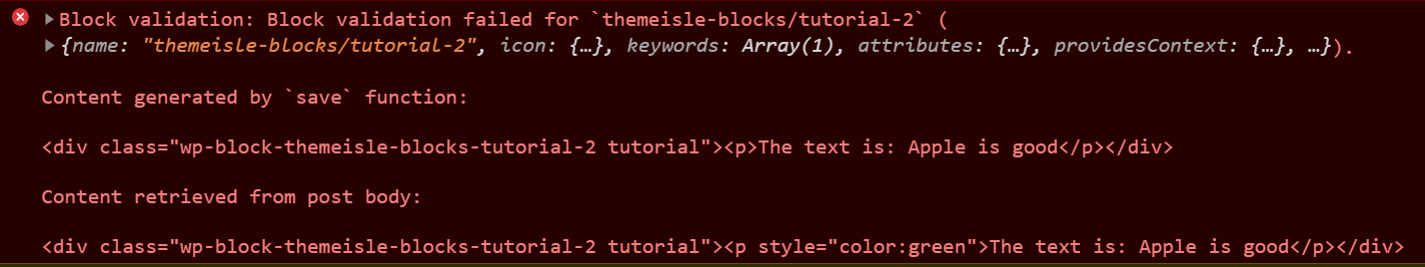 Block validation: Block validation failed for `themeisle-blocks/tutorial-2` (
{name: "themeisle-blocks/tutorial-2", icon: {…}, keywords: Array(1), attributes: {…}, providesContext: {…}, …}).
Content generated by `save` function:
<div class="wp-block-themeisle-blocks-tutorial-2 tutorial"><p>The text is: Apple is good</p></div>
Content retrieved from post body:
<div class="wp-block-themeisle-blocks-tutorial-2 tutorial"><p style="color:green">The text is: Apple is good</p></div>